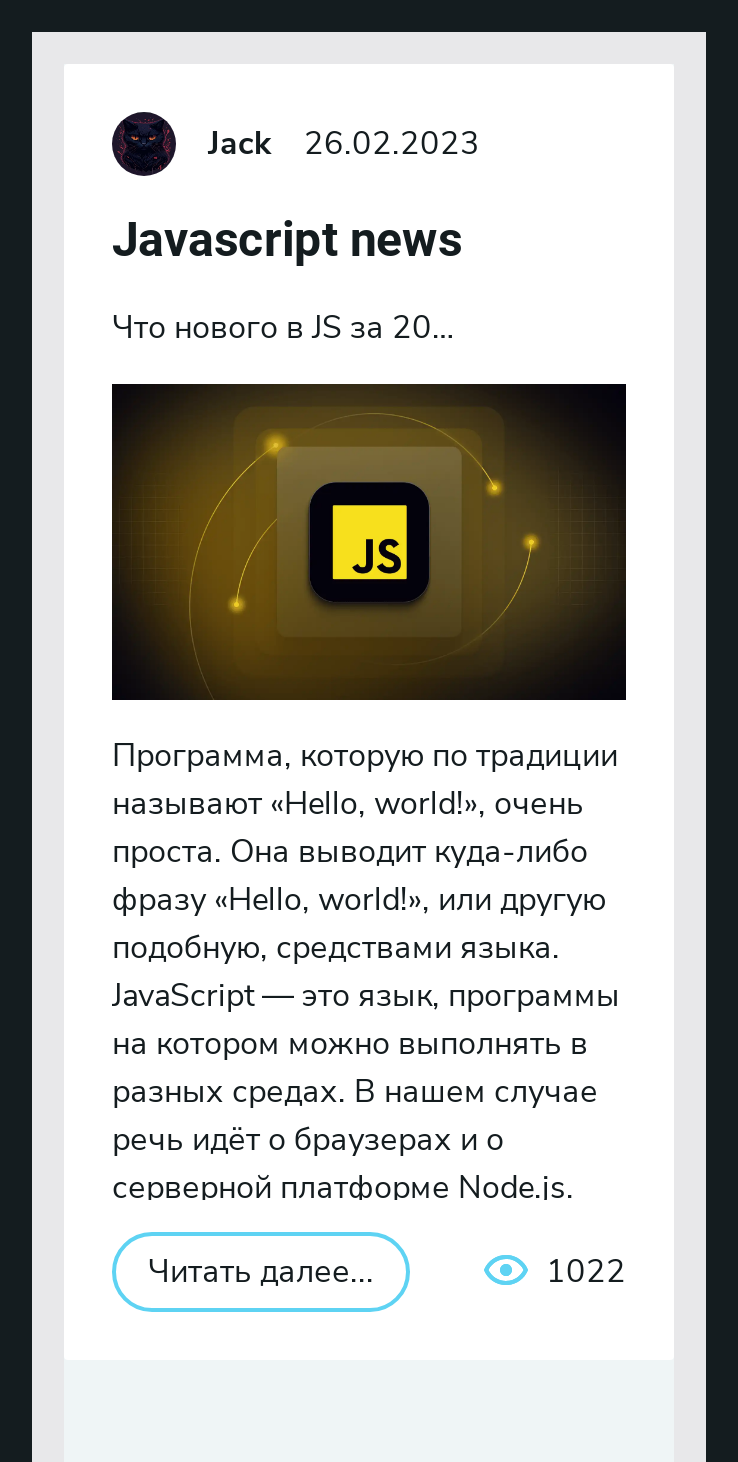 Jack 26.02.2023
Javascript news
Что нового в JS за 20...
JS
Программа, которую по традиции
называют «Hello, world!», очень
проста. Она выводит куда-либо
фразу «Hello, world!», или другую
подобную, средствами языка.
JavaScript — это язык, программы
на котором можно выполнять в
разных средах. В нашем случае
речь идёт о браузерах и о
серверной платформе Node.js.
Читать далее... 1022